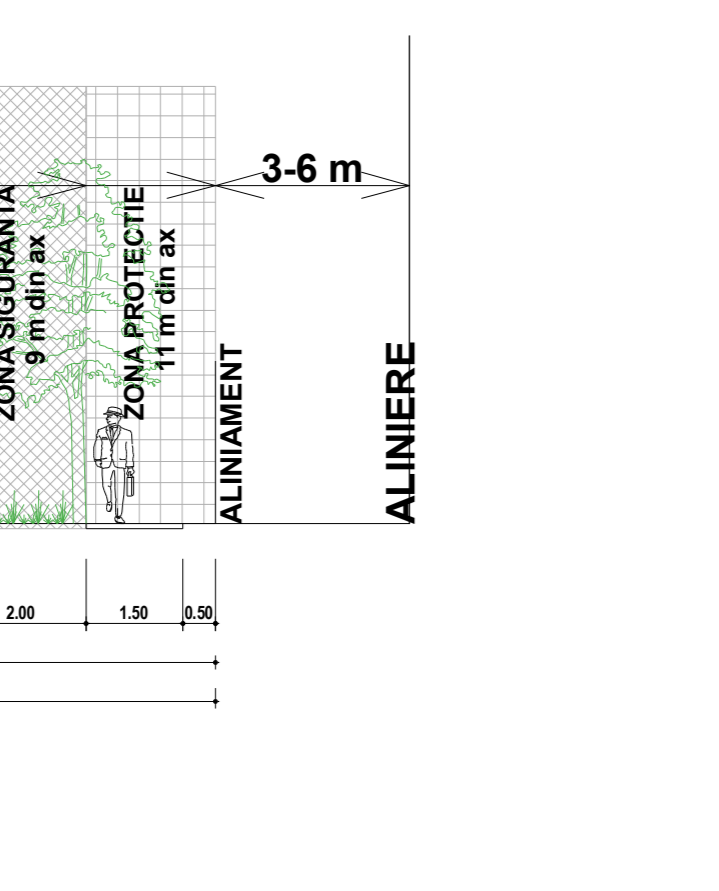 3-6 m
ZONA SIGURANTA
9 m din ax
ZONA PROTECTIE
11 m din ax
ALINIAMENT
ALINIERE
2.00
1.50
0.50